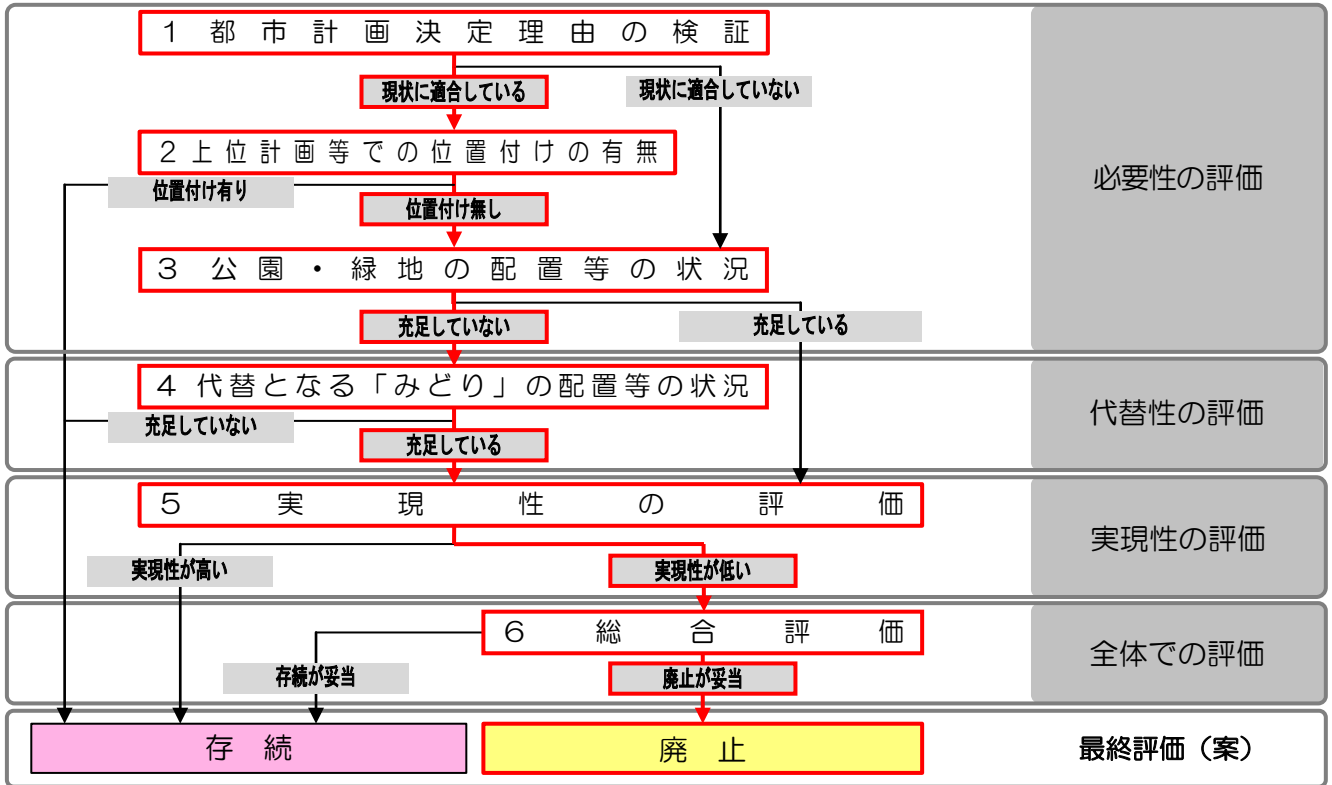 1 都市計画決定理由の検証
現状に適合している
現状に適合していない
2 上位計画等での位置付けの有無
必要性の評価
位置付け有り
位置付け無し
3 公園・緑地の配置等の状況
充足していない
充足している
4 代替となる「みどり」の配置等の状況
代替性の評価
充足していない
充足している
5 実現性の評価
実現性の評価
実現性が高い
実現性が低い
6 総合評価
全体での評価
存続が妥当
廃止が妥当
存続
廃止
最終評価（案）